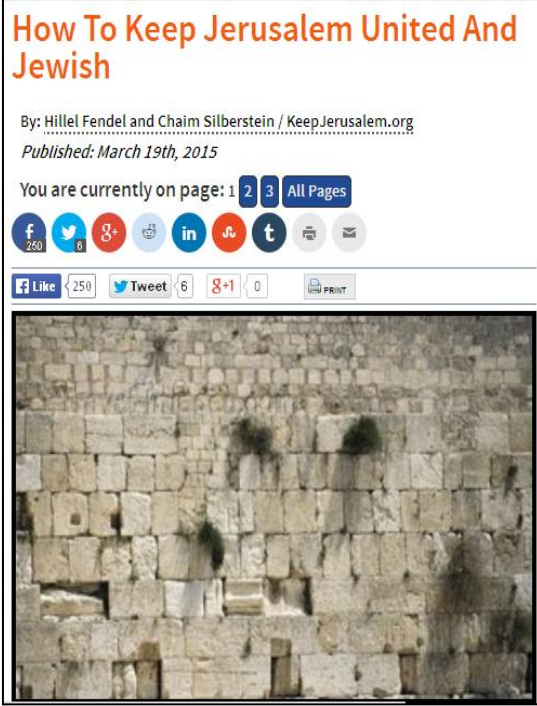 How To Keep Jerusalem United And
Jewish
By: Hillel Fendel and Chaim Silberstein / KeepJerusalem.org
Published: March 19th, 2015
You are currently on page: 1 2 3 All Pages
250 6
Like 250 Tweet 6 8+1 0 PRINT